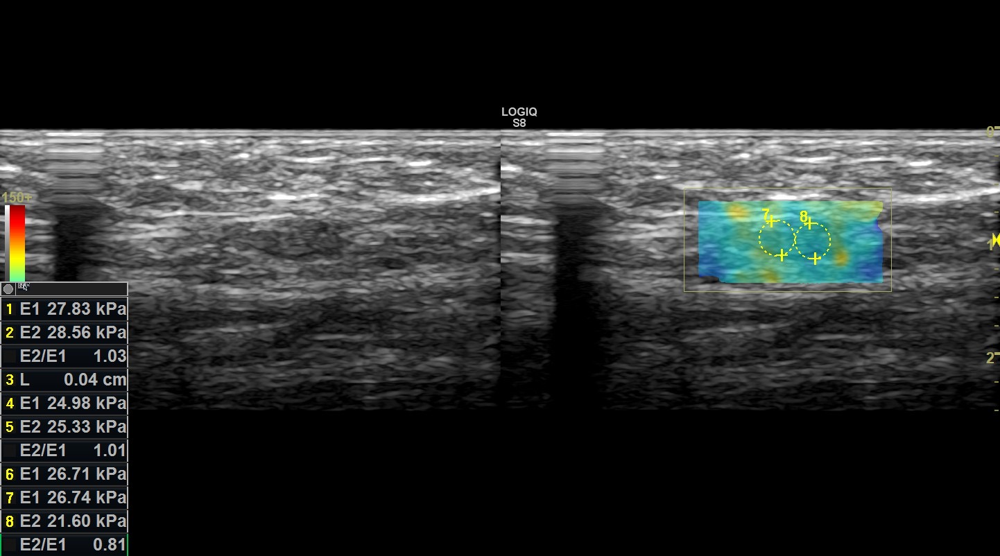 LOGIQ
S8
0
150+
7
8
1
1 E1 27.83 kPa
2 E2 28.56 kPa
E2/E1 1.03
2
3 L 0.04 cm
4 E1 24.98 kPa
5 E2 25.33 kPa
E2/E1 1.01
6 E1 26.71 kPa
7 E1 26.74 kPa
8 E2 21.60 kPa
E2/E1 0.81